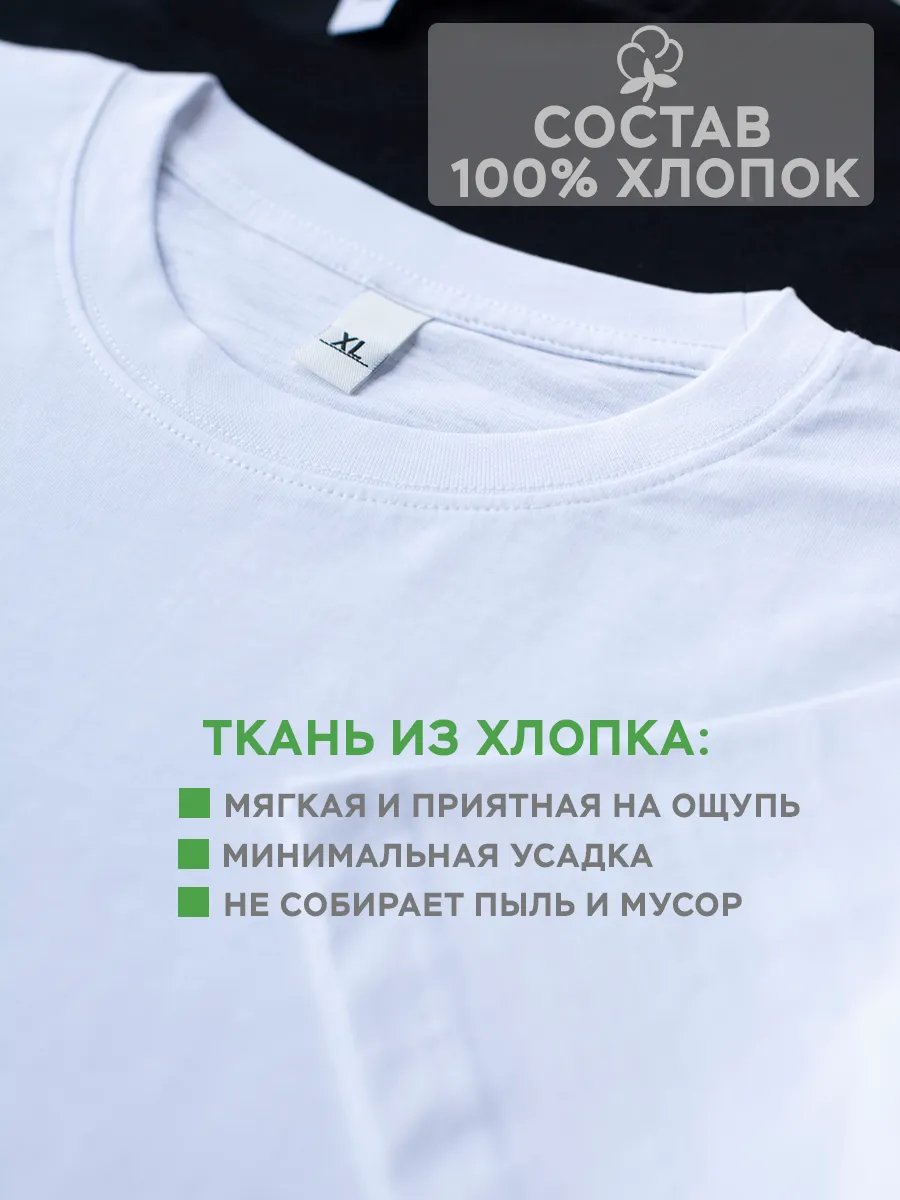 СОСТАВ
100% ХЛОПОК
XL
ТКАНЬ ИЗ ХЛОПКА:
МЯГКАЯ И ПРИЯТНАЯ НА ОЩУПЬ
МИНИМАЛЬНАЯ УСАДКА
НЕ СОБИРАЕТ ПЫЛЬ И МУСОР